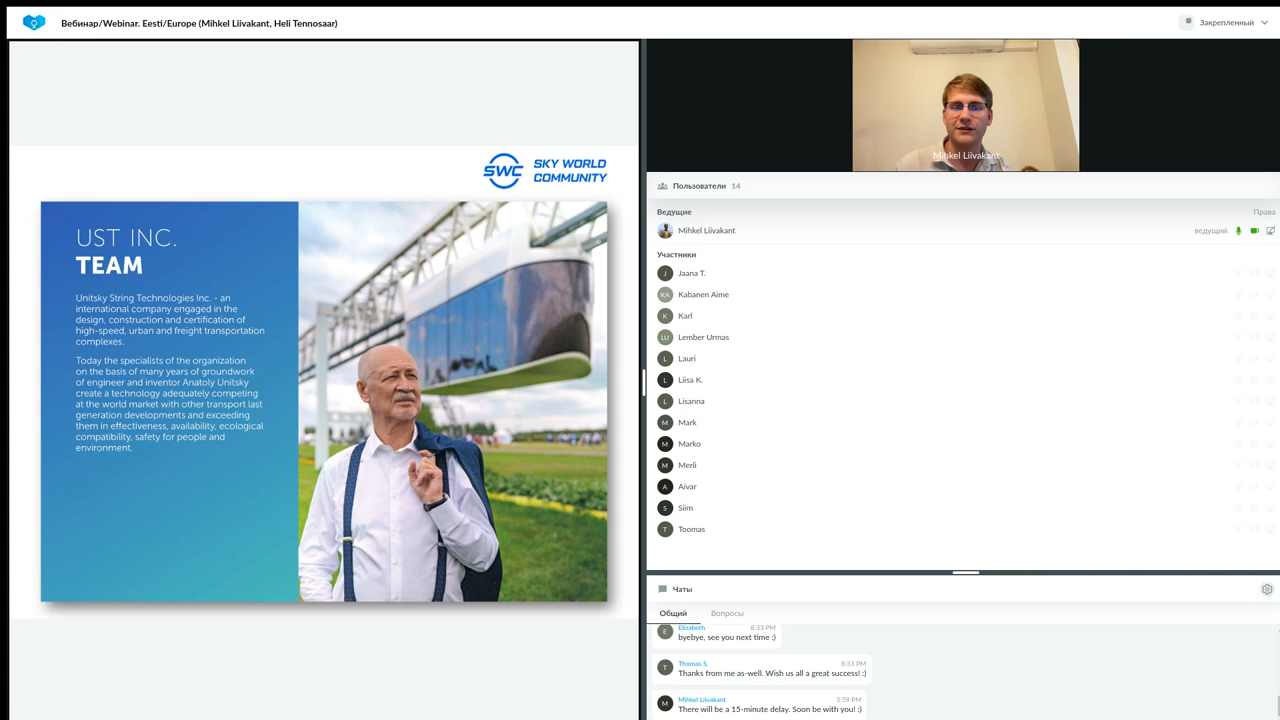 Вебинар/Webinar. Eesti/Europe (Mihkel Liivakant, Heli Tennosaar)
Закрепленный
SWC SKY WORLD
COMMUNITY
UST INC.
TEAM
Unitsky String Technologies Inc. - an
international company engaged in the
design, construction and certification of
high-speed, urban and freight transportation
complexes.
Today the specialists of the organization
on the basis of many years of groundwork
of engineer and inventor Anatoly Unitsky
create a technology adequately competing
at the world market with other transport last
generation developments and exceeding
them in effectiveness, availability, ecological
compatibility, safety for people and
environment.
Mihkel Liivakant
Пользователи 14
Ведущие Права
Mihkel Liivakant ведущий
Участники
J Jaana T.
KA Kabanen Aime
K Karl
LU Lember Urmas
L Lauri
L Liisa K.
L Lisanna
M Mark
M Marko
M Merli
A Aivar
S Siim
T Toomas
Чаты
Общий Вопросы
E Elizabeth 8:33 PM
byebye, see you next time :)
T Thomas S. 8:33 PM
Thanks from me as-well. Wish us all a great success! :)
M Mihkel Liivakant 5:59 PM
There will be a 15-minute delay. Soon be with you! :)